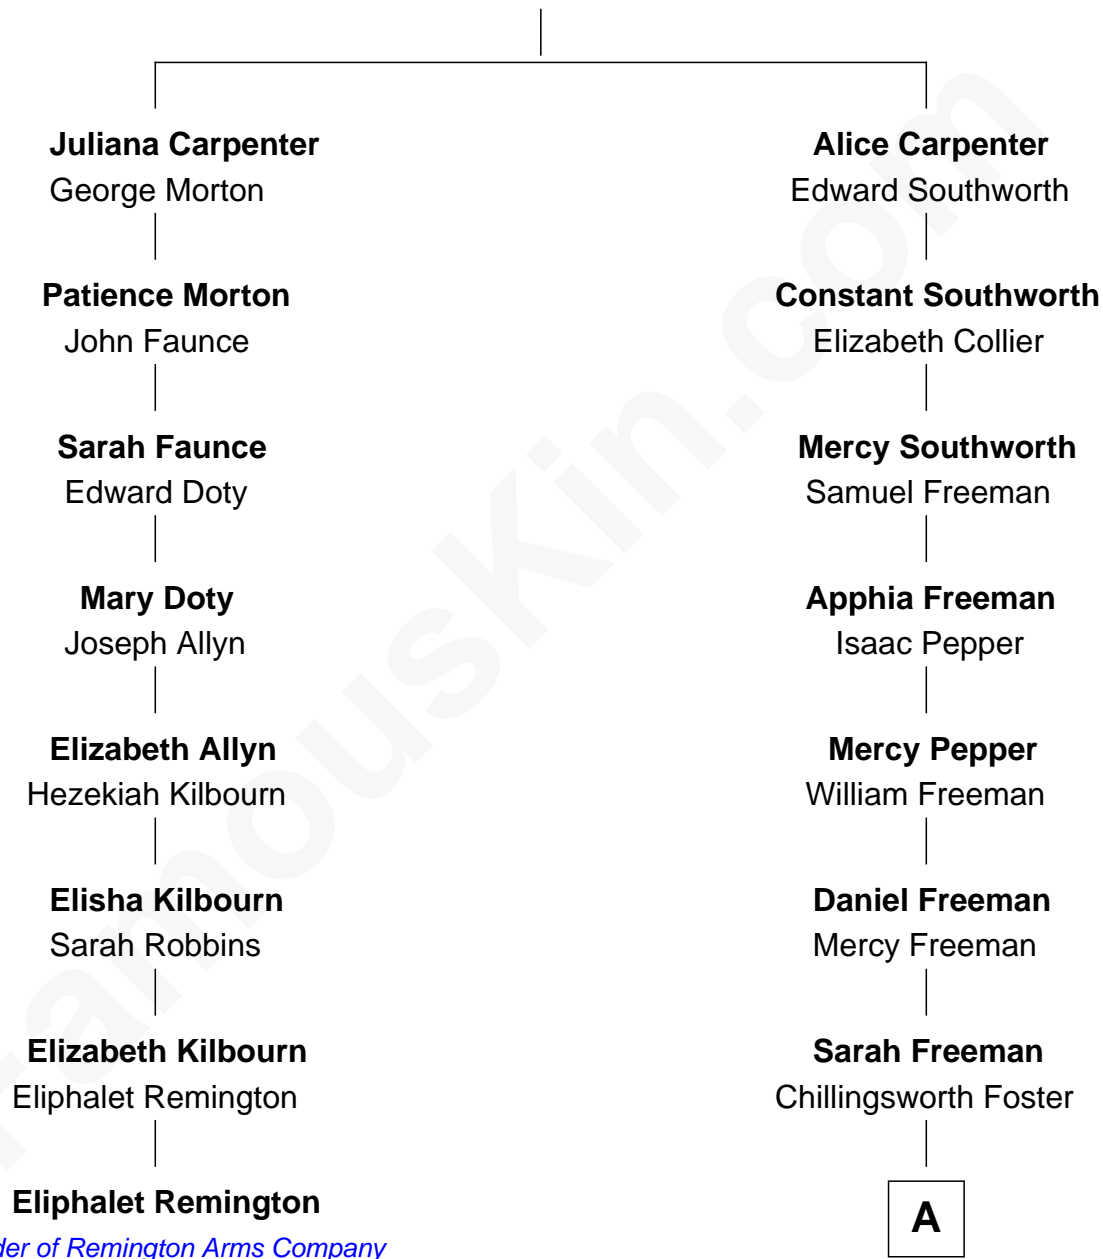 Juliana Carpenter
George Morton
Patience Morton
John Faunce
Sarah Faunce
Edward Doty
Mary Doty
Joseph Allyn
Elizabeth Allyn
Hezekiah Kilbourn
Elisha Kilbourn
Sarah Robbins
Elizabeth Kilbourn
Eliphalet Remington
Eliphalet Remington
of Remington Arms Company
Alice Carpenter
Edward Southworth
Constant Southworth
Elizabeth Collier
Mercy Southworth
Samuel Freeman
Apphia Freeman
Isaac Pepper
Mercy Pepper
William Freeman
Daniel Freeman
Mercy Freeman
Sarah Freeman
Chillingsworth Foster
A
FamousKin.com